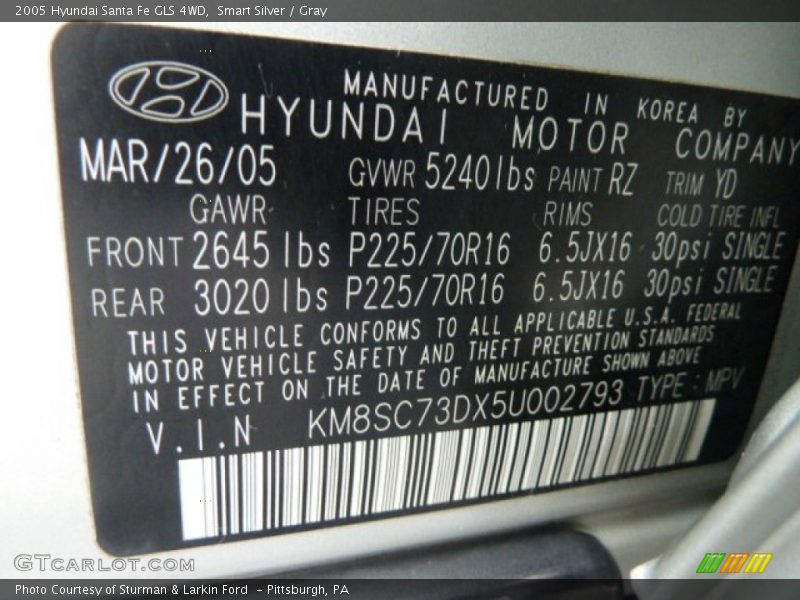 2005 Hyundai Santa Fe GLS 4WD,  Smart Silver / Gray
MANUFACTURED IN KOREA BY
HYUNDAI MOTOR COMPANY
MAR/26/05 GVWR 5240lbs PAINT RZ TRIM YD
GAWR TIRES RIMS COLD TIRE INFL
FRONT 2645 lbs P225/70R16 6.5JX16 30psi SINGLE
REAR 3020 lbs P225/70R16 6.5JX16 30psi SINGLE
THIS VEHICLE CONFORMS TO ALL APPLICABLE U.S.A. FEDERAL
MOTOR VEHICLE SAFETY AND THEFT PREVENTION STANDARDS
IN EFFECT ON THE DATE OF MANUFACTURE SHOWN ABOVE
V.I.N KM8SC73DX5U002793 TYPE : MPV
GTcarlot.com
Photo Courtesy of Sturman & Larkin Ford  - Pittsburgh, PA